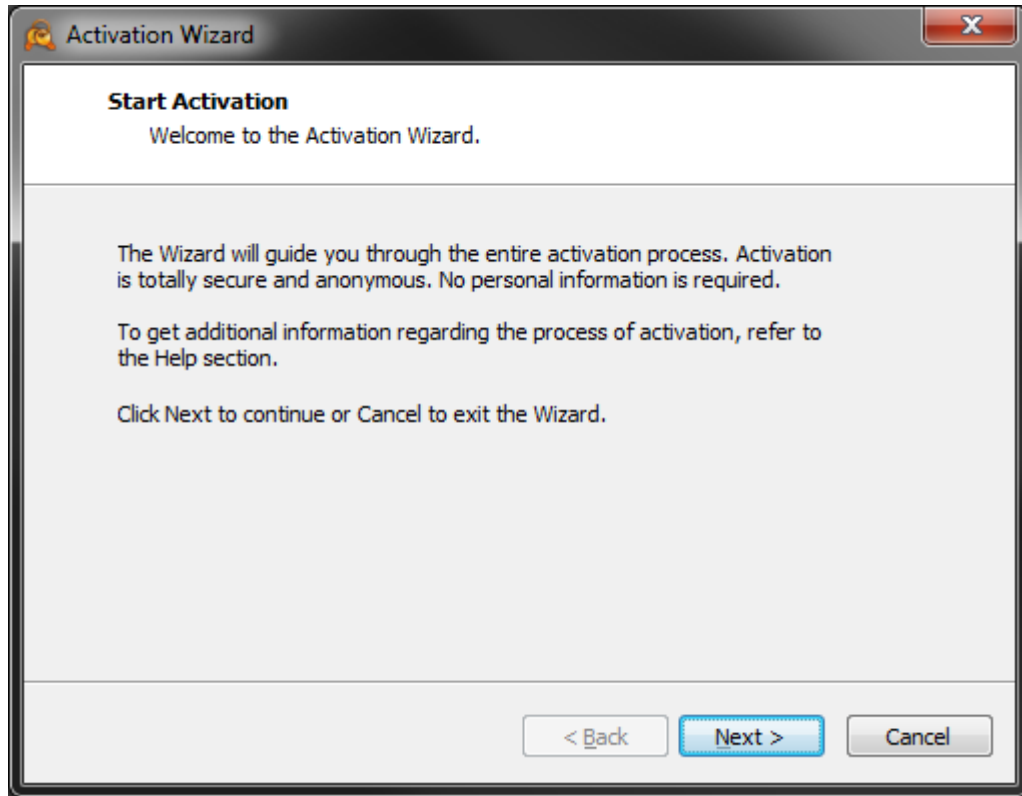 Activation Wizard
Start Activation
Welcome to the Activation Wizard.
The Wizard will guide you through the entire activation process. Activation
is totally secure and anonymous. No personal information is required.
To get additional information regarding the process of activation, refer to
the Help section.
Click Next to continue or Cancel to exit the Wizard.
< Back
Next >
Cancel